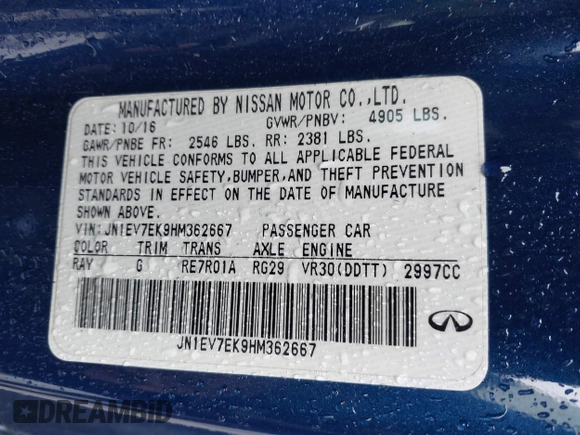 MANUFACTURED BY NISSAN MOTOR CO.,LTD.
DATE: 10/16 GVWR/PNBV: 4905 LBS.
GAWR/PNBE FR: 2546 LBS. RR: 2381 LBS.
THIS VEHICLE CONFORMS TO ALL APPLICABLE FEDERAL
MOTOR VEHICLE SAFETY, BUMPER, AND THEFT PREVENTION
STANDARDS IN EFFECT ON THE DATE OF MANUFACTURE
SHOWN ABOVE.
VIN: JN1EV7EK9HM362667 PASSENGER CAR
COLOR TRIM TRANS AXLE ENGINE
RAY G RE7R01A RG29 VR30(DDTT) 2997CC
JN1EV7EK9HM362667
DREAMBID